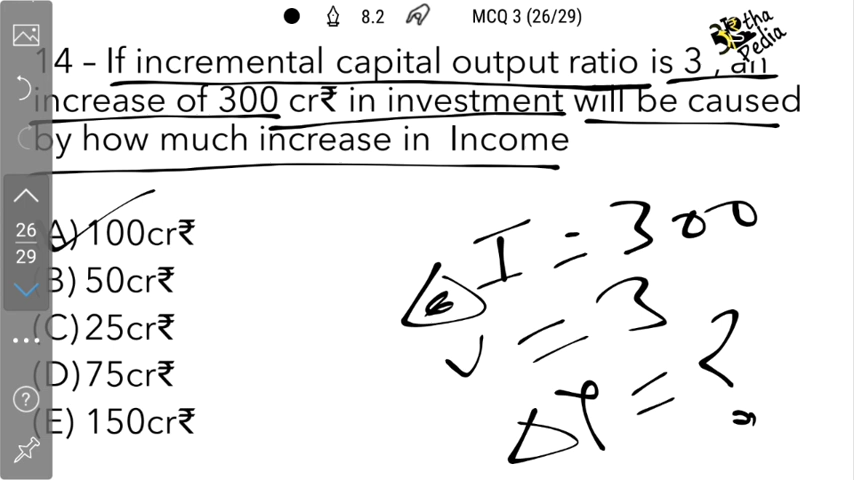 8.2 MCQ 3 (26/29)
रtha
Pedia
14 – If incremental capital output ratio is 3 , an
increase of 300 cr₹ in investment will be caused
by how much increase in Income
26
29
(A) 100cr₹
(B) 50cr₹
(C) 25cr₹
(D) 75cr₹
(E) 150cr₹
I = 300
v = 3
ΔY = ?